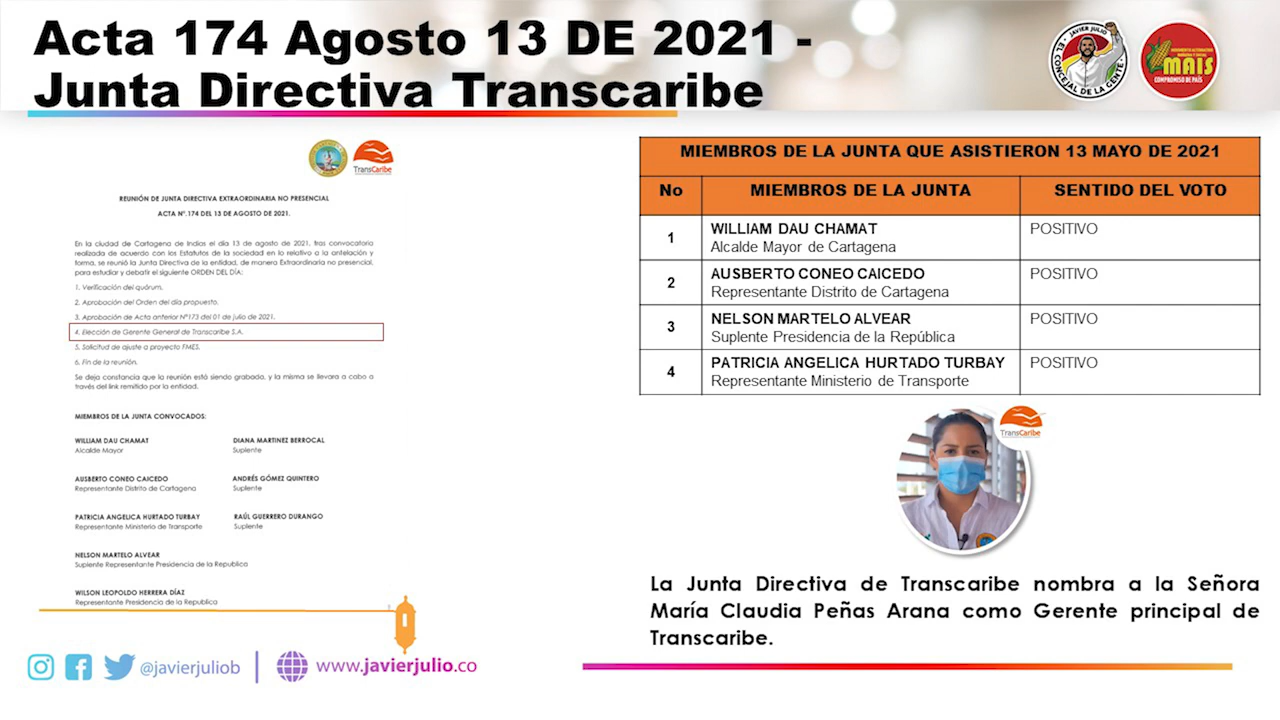 Acta 174 Agosto 13 DE 2021 -
Junta Directiva Transcaribe
JAVIER JULIO
EL CONCEJAL DE LA GENTE
MAIS
COMPROMISO DE PAÍS
TransCaribe
REUNIÓN DE JUNTA DIRECTIVA EXTRAORDINARIA NO PRESENCIAL
ACTA Nº.174 DEL 13 DE AGOSTO DE 2021.
En la ciudad de Cartagena de Indias el día 13 de agosto de 2021, tras convocatoria
realizada de acuerdo con los Estatutos de la sociedad en lo relativo a la antelación y
forma, se reunió la Junta Directiva de la entidad, de manera Extraordinaria no presencial,
para estudiar y debatir el siguiente ORDEN DEL DÍA:
1. Verificación del quórum.
2. Aprobación del Orden del día propuesto.
3. Aprobación de Acta anterior Nº173 del 01 de julio de 2021.
4. Elección de Gerente General de Transcaribe S.A.
5. Solicitud de ajuste a proyecto FMES.
6. Fin de la reunión.
Se deja constancia que la reunión está siendo grabada, y la misma se llevara a cabo a
través del link remitido por la entidad.
MIEMBROS DE LA JUNTA CONVOCADOS:
WILLIAM DAU CHAMAT DIANA MARTINEZ BERROCAL
Alcalde Mayor Suplente
AUSBERTO CONEO CAICEDO ANDRÉS GÓMEZ QUINTERO
Representante Distrito de Cartagena Suplente
PATRICIA ANGELICA HURTADO TURBAY RAÚL GUERRERO DURANGO
Representante Ministerio de Transporte Suplente
NELSON MARTELO ALVEAR
Suplente Representante Presidencia de la Republica
WILSON LEOPOLDO HERRERA DÍAZ
Representante Presidencia de la Republica
@javierjuliob www.javierjulio.co
MIEMBROS DE LA JUNTA QUE ASISTIERON 13 MAYO DE 2021
No MIEMBROS DE LA JUNTA SENTIDO DEL VOTO
1 WILLIAM DAU CHAMAT POSITIVO
Alcalde Mayor de Cartagena
2 AUSBERTO CONEO CAICEDO POSITIVO
Representante Distrito de Cartagena
3 NELSON MARTELO ALVEAR POSITIVO
Suplente Presidencia de la República
4 PATRICIA ANGELICA HURTADO TURBAY POSITIVO
Representante Ministerio de Transporte
TransCaribe
La Junta Directiva de Transcaribe nombra a la Señora
María Claudia Peñas Arana como Gerente principal de
Transcaribe.